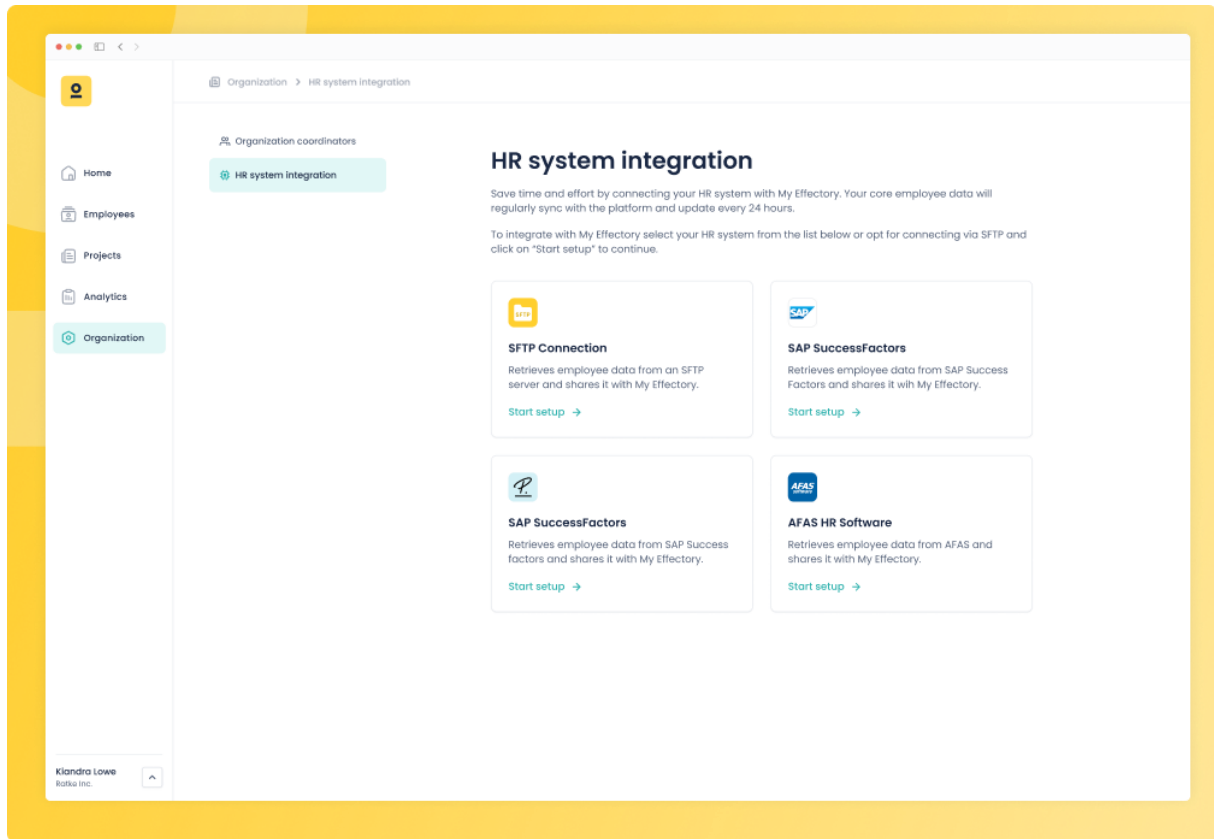 Organization > HR system integration
Home
Employees
Projects
Analytics
Organization
Organization coordinators
HR system integration
HR system integration
Save time and effort by connecting your HR system with My Effectory. Your core employee data will
regularly sync with the platform and update every 24 hours.
To integrate with My Effectory select your HR system from the list below or opt for connecting via SFTP and
click on “Start setup” to continue.
SFTP
SFTP Connection
Retrieves employee data from an SFTP
server and shares it with My Effectory.
Start setup →
SAP
SAP SuccessFactors
Retrieves employee data from SAP Success
Factors and shares it wih My Effectory.
Start setup →
P.
SAP SuccessFactors
Retrieves employee data from SAP Success
factors and shares it with My Effectory.
Start setup →
AFAS
software
AFAS HR Software
Retrieves employee data from AFAS and
shares it with My Effectory.
Start setup →
Kiandra Lowe
Ratke Inc.